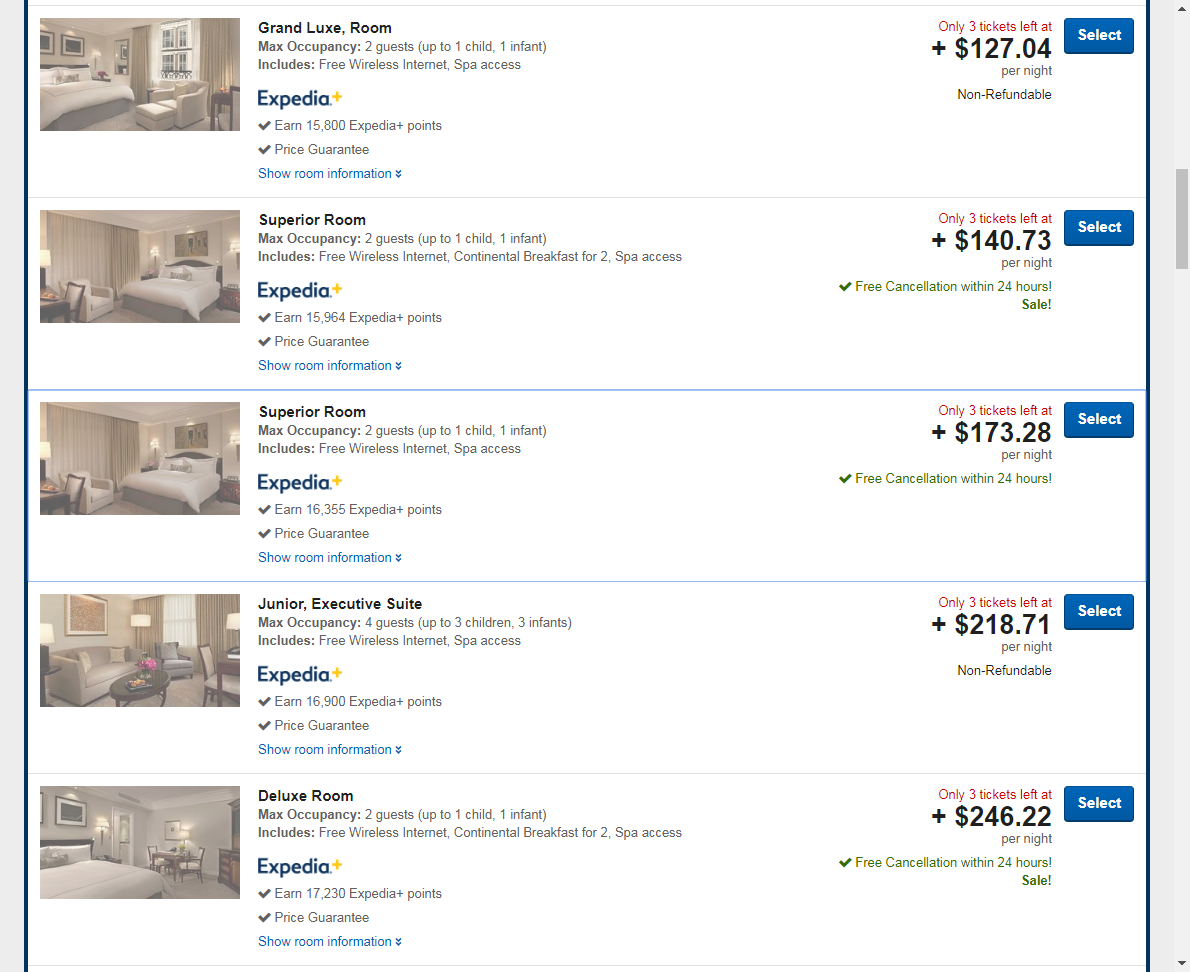 Grand Luxe, Room
Max Occupancy: 2 guests (up to 1 child, 1 infant)
Includes: Free Wireless Internet, Spa access
Expedia.+
Earn 15,800 Expedia+ points
Price Guarantee
Show room information
Only 3 tickets left at
+ $127.04
per night
Non-Refundable
Select
Superior Room
Max Occupancy: 2 guests (up to 1 child, 1 infant)
Includes: Free Wireless Internet, Continental Breakfast for 2, Spa access
Expedia.+
Earn 15,964 Expedia+ points
Price Guarantee
Show room information
Only 3 tickets left at
+ $140.73
per night
Free Cancellation within 24 hours!
Sale!
Select
Superior Room
Max Occupancy: 2 guests (up to 1 child, 1 infant)
Includes: Free Wireless Internet, Spa access
Expedia.+
Earn 16,355 Expedia+ points
Price Guarantee
Show room information
Only 3 tickets left at
+ $173.28
per night
Free Cancellation within 24 hours!
Select
Junior, Executive Suite
Max Occupancy: 4 guests (up to 3 children, 3 infants)
Includes: Free Wireless Internet, Spa access
Expedia.+
Earn 16,900 Expedia+ points
Price Guarantee
Show room information
Only 3 tickets left at
+ $218.71
per night
Non-Refundable
Select
Deluxe Room
Max Occupancy: 2 guests (up to 1 child, 1 infant)
Includes: Free Wireless Internet, Continental Breakfast for 2, Spa access
Expedia.+
Earn 17,230 Expedia+ points
Price Guarantee
Show room information
Only 3 tickets left at
+ $246.22
per night
Free Cancellation within 24 hours!
Sale!
Select